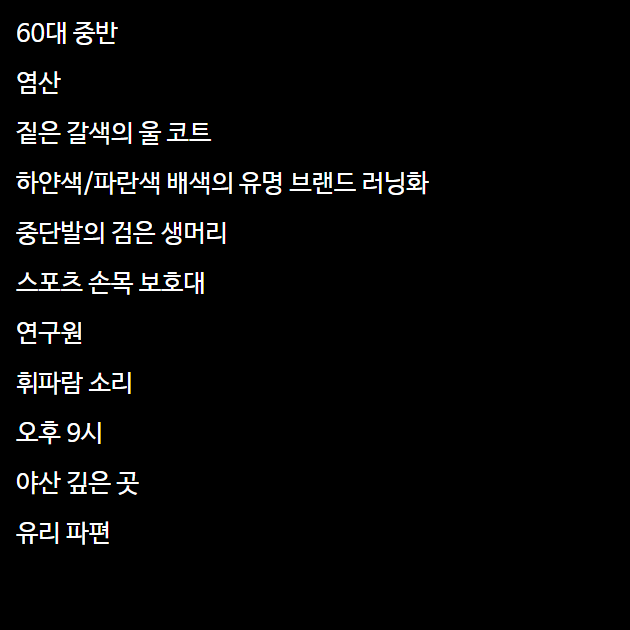 60대 중반
염산
짙은 갈색의 울 코트
하얀색/파란색 배색의 유명 브랜드 러닝화
중단발의 검은 생머리
스포츠 손목 보호대
연구원
휘파람 소리
오후 9시
야산 깊은 곳
유리 파편